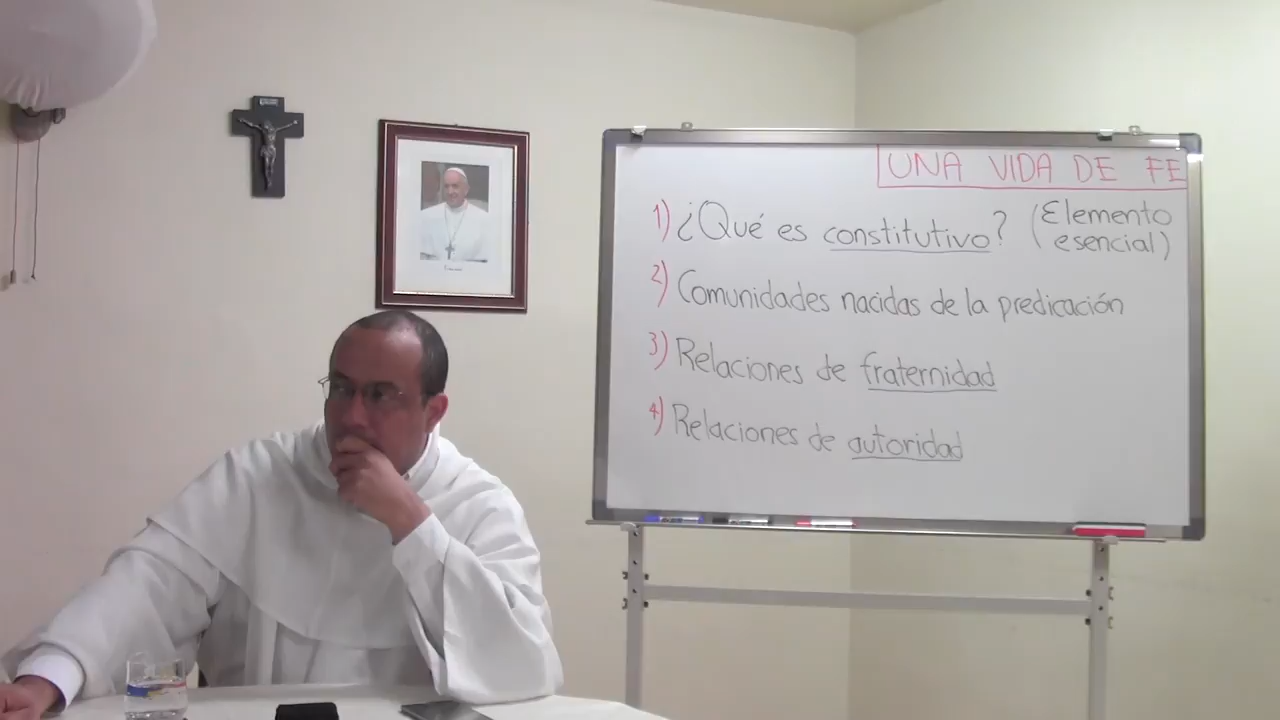 UNA VIDA DE FE
1) ¿Qué es constitutivo? (Elemento
esencial)
2) Comunidades nacidas de la predicación
3) Relaciones de fraternidad
4) Relaciones de autoridad